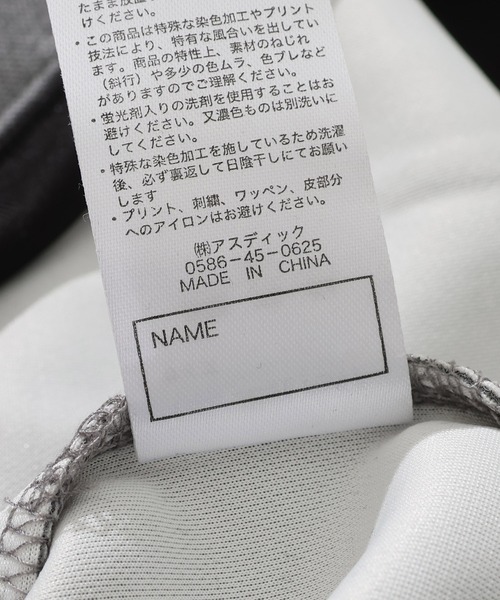 たまま放置
けください。
・この商品は特殊な染色加工やプリント
技法により、特有な風合いを出してい
ます。商品の特性上、素材のねじれ
（斜行）や多少の色ムラ、色ブレなど
がありますのでご理解ください。
・蛍光剤入りの洗剤を使用することはお
避けください。又濃色ものは別洗いに
してください。
・特殊な染色加工を施しているため洗濯
後、必ず裏返して日陰干しにてお願い
します
・プリント、刺繍、ワッペン、皮部分
へのアイロンはお避けください。
㈱アスディック
0586-45-0625
MADE IN CHINA
NAME